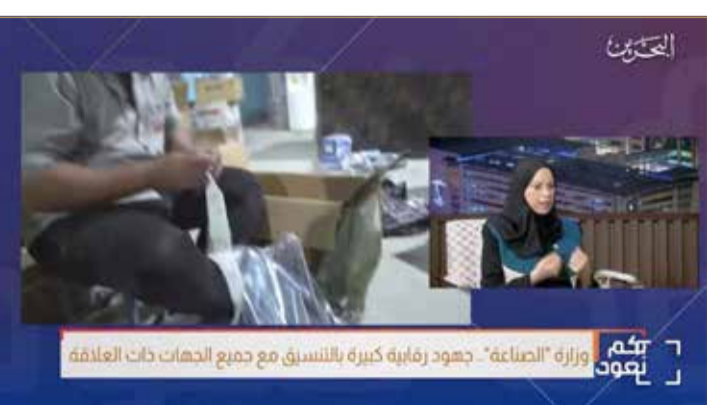 البحرين
وزارة "الصناعة".. جهود رقابية كبيرة بالتنسيق مع جميع الجهات ذات العلاقة
بكم
نعود